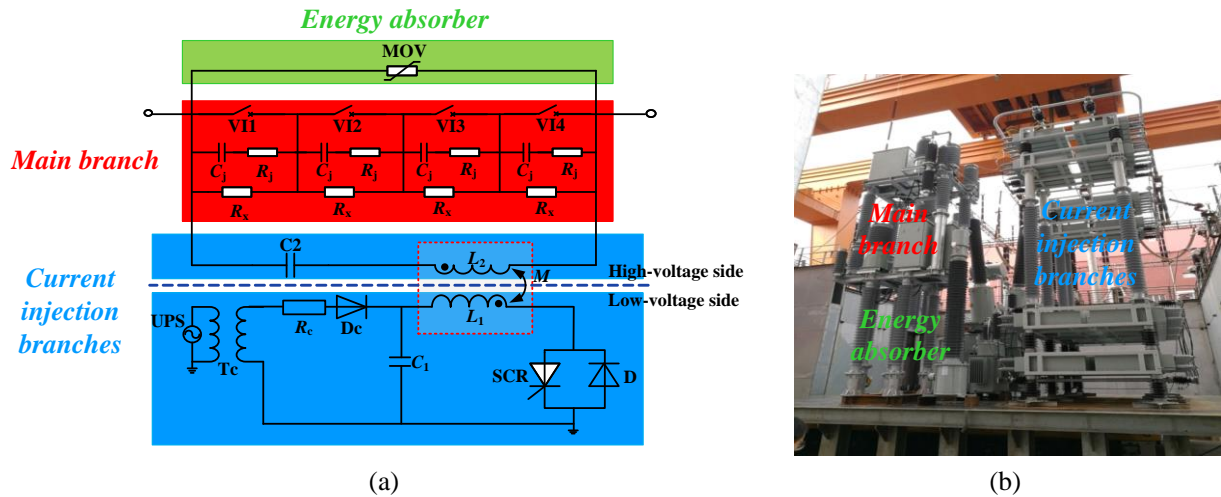 Energy absorber
MOV
VI1 VI2 VI3 VI4
Main branch
Cj Rj Cj Rj Cj Rj Cj Rj
Rx Rx Rx Rx
C2 L2 M High-voltage side
Low-voltage side
Current
injection
branches
UPS Tc Rc Dc L1
C1 SCR D
(a)
Main
branch
Current
injection
branches
Energy
absorber
(b)